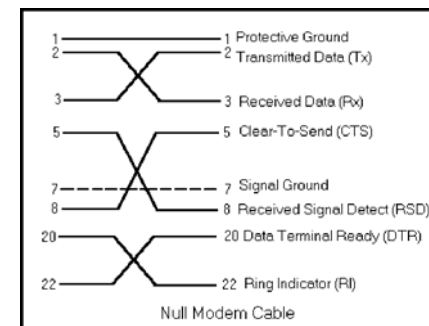 1 1 Protective Ground
2 2 Transmitted Data (Tx)
3 3 Received Data (Rx)
5 5 Clear-To-Send (CTS)
7 7 Signal Ground
8 8 Received Signal Detect (RSD)
20 20 Data Terminal Ready (DTR)
22 22 Ring Indicator (RI)
Null Modem Cable